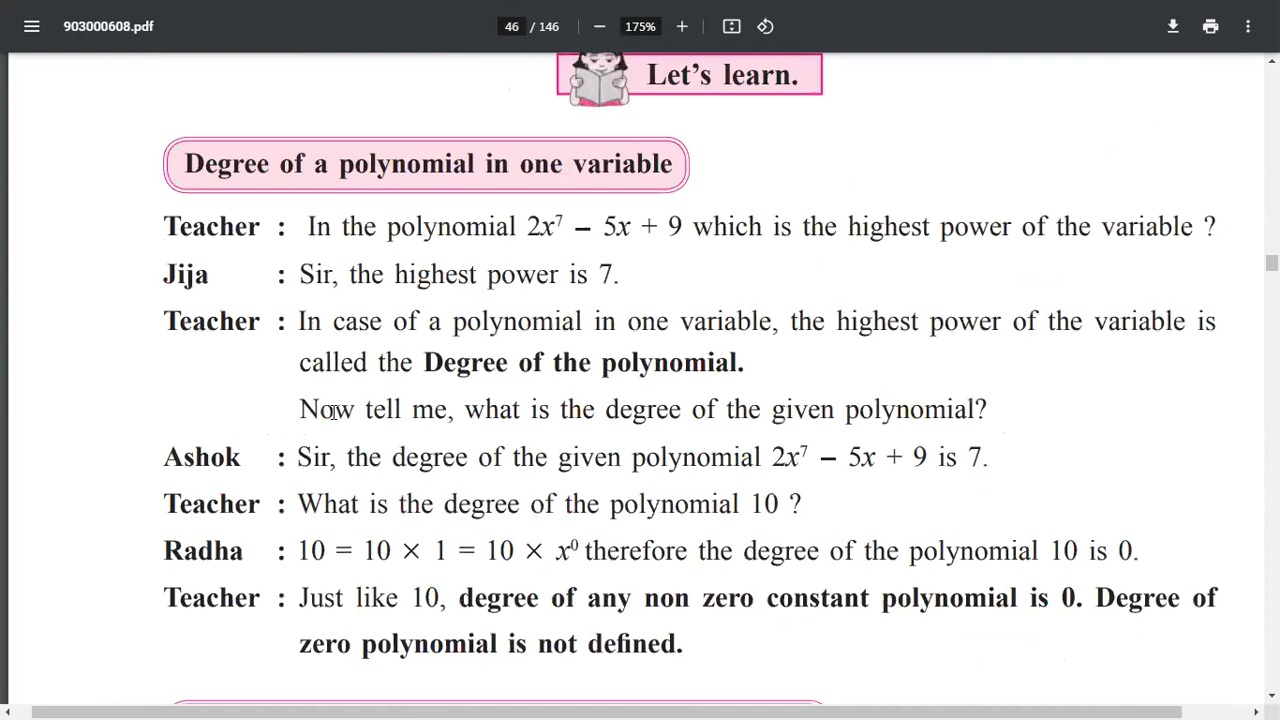 903000608.pdf
46 / 146
175%
Let's learn.
Degree of a polynomial in one variable
Teacher : In the polynomial 2x⁷ − 5x + 9 which is the highest power of the variable ?
Jija : Sir, the highest power is 7.
Teacher : In case of a polynomial in one variable, the highest power of the variable is
called the Degree of the polynomial.
Now tell me, what is the degree of the given polynomial?
Ashok : Sir, the degree of the given polynomial 2x⁷ − 5x + 9 is 7.
Teacher : What is the degree of the polynomial 10 ?
Radha : 10 = 10 × 1 = 10 × x⁰ therefore the degree of the polynomial 10 is 0.
Teacher : Just like 10, degree of any non zero constant polynomial is 0. Degree of
zero polynomial is not defined.